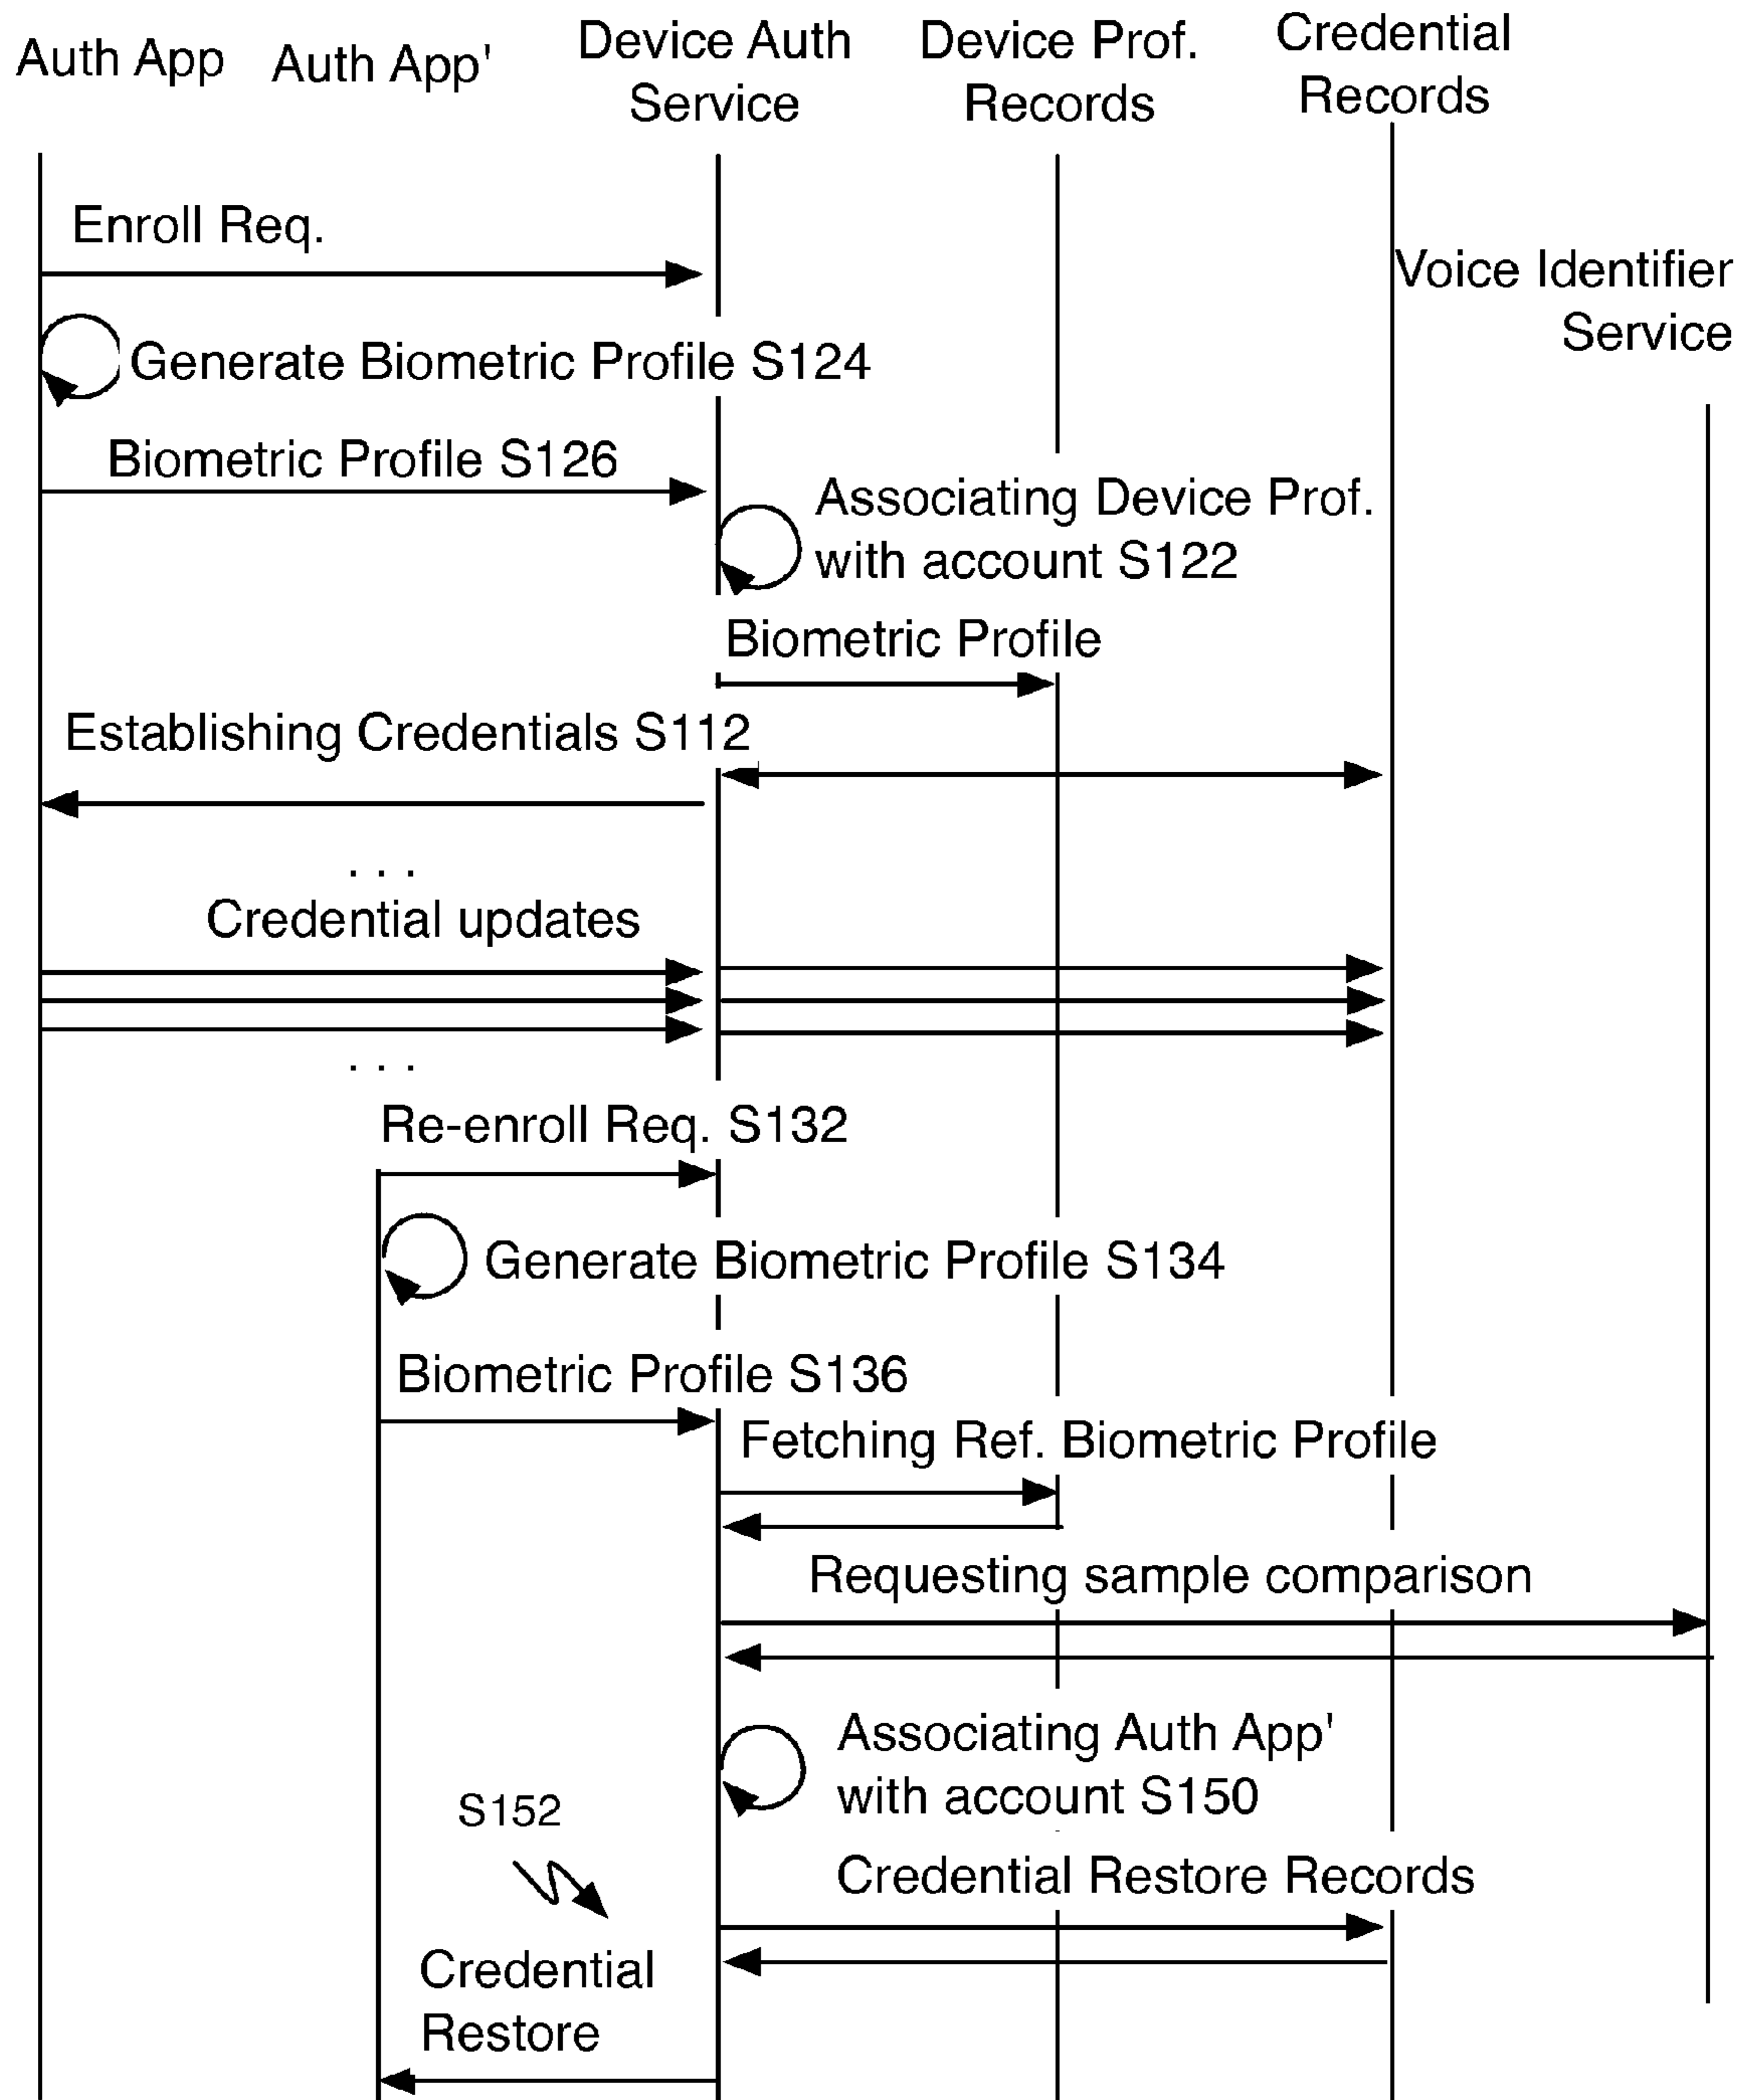 Auth App
Auth App'
Device Auth
Service
Device Prof.
Records
Credential
Records
Enroll Req.
Voice Identifier
Service
Generate Biometric Profile S124
Biometric Profile S126
Associating Device Prof.
with account S122
Biometric Profile
Establishing Credentials S112
. . .
Credential updates
. . .
Re-enroll Req. S132
Generate Biometric Profile S134
Biometric Profile S136
Fetching Ref. Biometric Profile
Requesting sample comparison
Associating Auth App'
with account S150
S152
Credential Restore Records
Credential
Restore